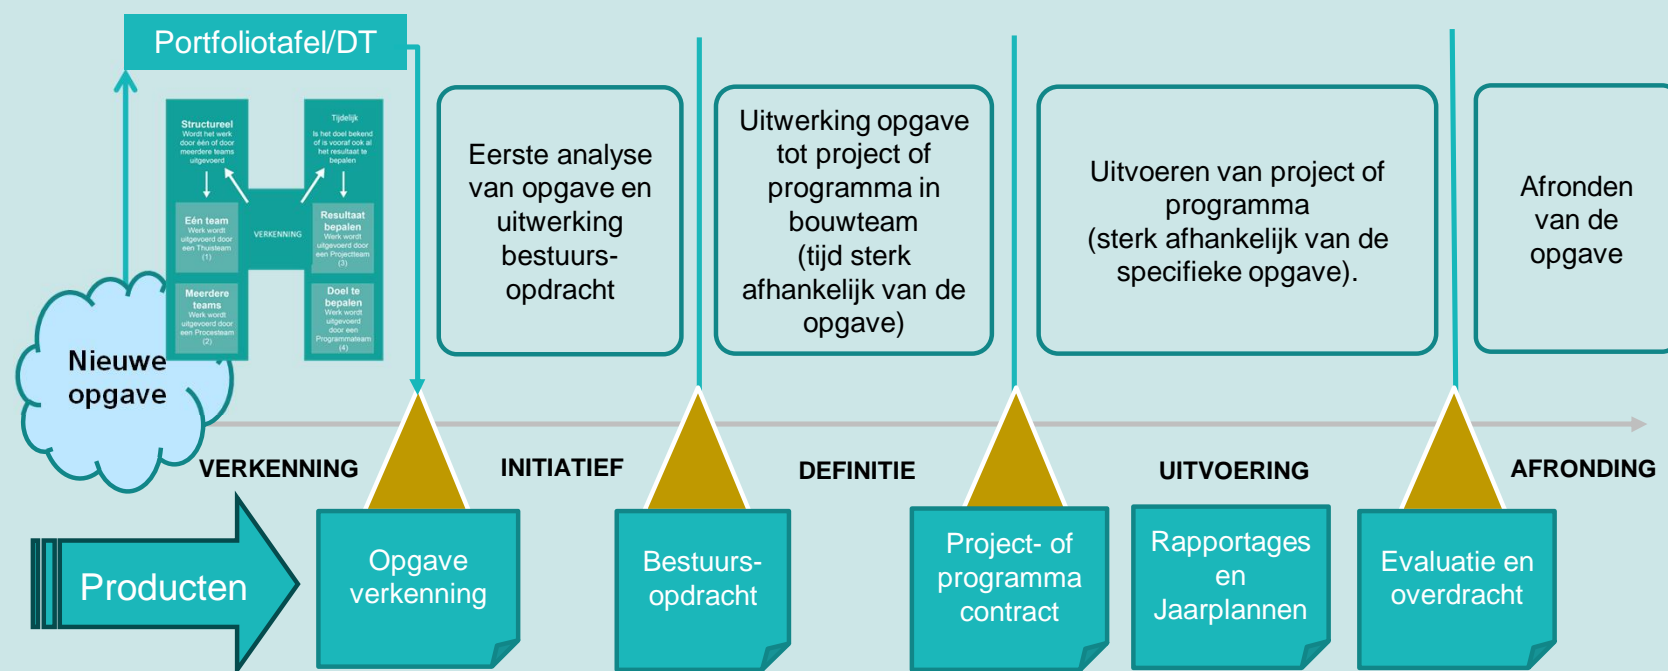 Portfoliotafel/DT
Structureel
Wordt het werk
door één of door
meerdere teams
uitgevoerd
Tijdelijk
Is het doel bekend
of is vooraf ook al
het resultaat te
bepalen
Eén team
Werk wordt
uitgevoerd door
een Thuisteam
(1)
VERKENNING
Resultaat
bepalen
Werk wordt
uitgevoerd door
een Projectteam
(3)
Meerdere
teams
Werk wordt
uitgevoerd door
een Procesteam
(2)
Doel te
bepalen
Werk wordt
uitgevoerd
door een
Programmateam
(4)
Nieuwe
opgave
Eerste analyse
van opgave en
uitwerking
bestuurs-
opdracht
Uitwerking opgave
tot project of
programma in
bouwteam
(tijd sterk
afhankelijk van de
opgave)
Uitvoeren van project of
programma
(sterk afhankelijk van de
specifieke opgave).
Afronden
van de
opgave
VERKENNING
INITIATIEF
DEFINITIE
UITVOERING
AFRONDING
Producten
Opgave
verkenning
Bestuurs-
opdracht
Project- of
programma
contract
Rapportages
en
Jaarplannen
Evaluatie en
overdracht